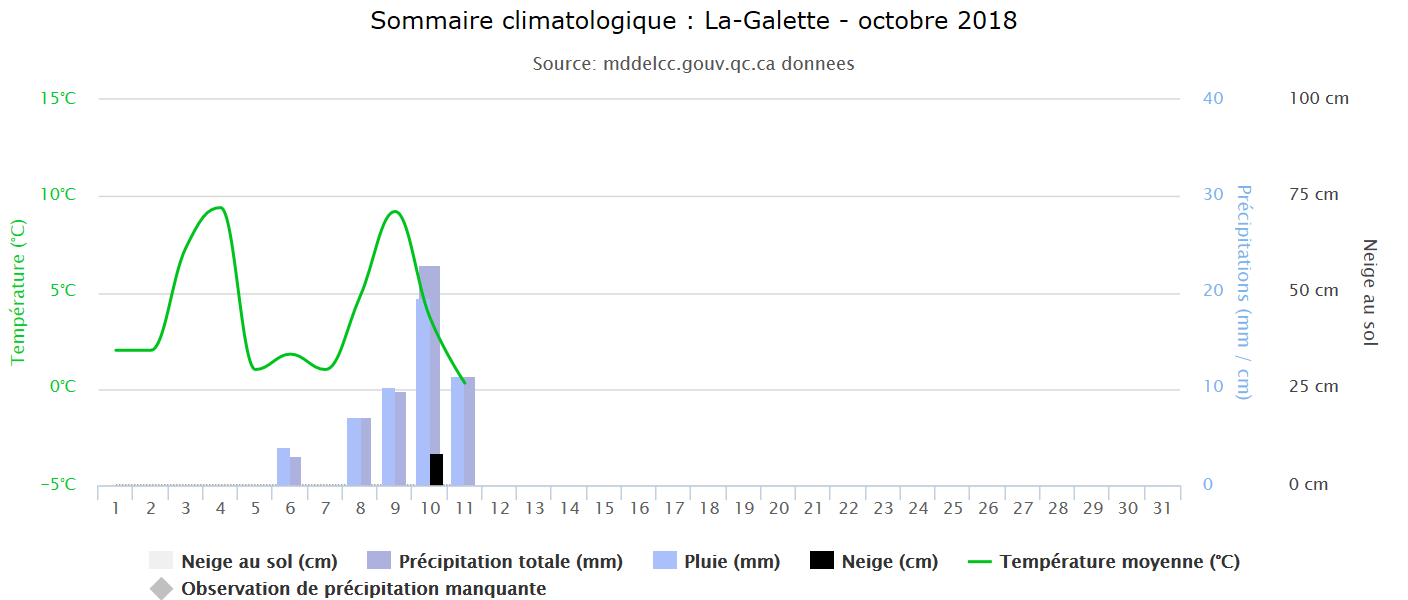 Sommaire climatologique : La-Galette - octobre 2018
Source: mddelcc.gouv.qc.ca donnees
15°C
10°C
5°C
0°C
−5°C
Température (°C)
40
30
20
10
0
Précipitations (mm / cm)
100 cm
75 cm
50 cm
25 cm
0 cm
Neige au sol
1 2 3 4 5 6 7 8 9 10 11 12 13 14 15 16 17 18 19 20 21 22 23 24 25 26 27 28 29 30 31
Neige au sol (cm) Précipitation totale (mm) Pluie (mm) Neige (cm) Température moyenne (°C)
Observation de précipitation manquante